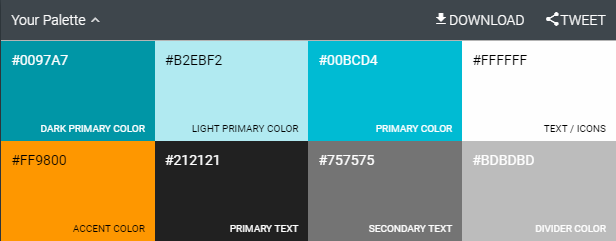 Your Palette
DOWNLOAD
TWEET
#0097A7
#B2EBF2
#00BCD4
#FFFFFF
DARK PRIMARY COLOR
LIGHT PRIMARY COLOR
PRIMARY COLOR
TEXT / ICONS
#FF9800
#212121
#757575
#BDBDBD
ACCENT COLOR
PRIMARY TEXT
SECONDARY TEXT
DIVIDER COLOR